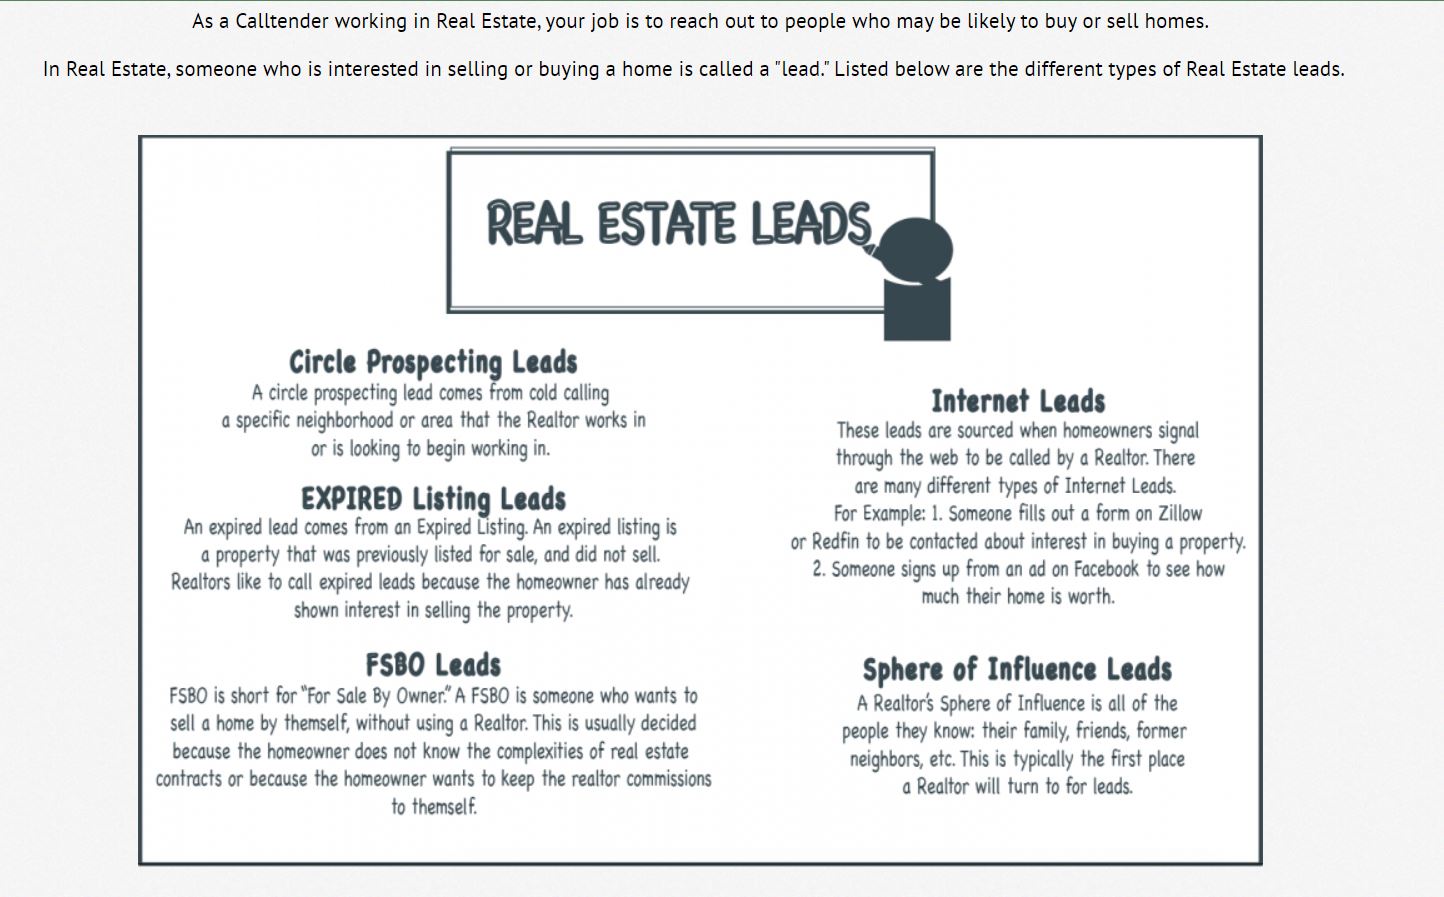 As a Calltender working in Real Estate, your job is to reach out to people who may be likely to buy or sell homes.
In Real Estate, someone who is interested in selling or buying a home is called a "lead." Listed below are the different types of Real Estate leads.
REAL ESTATE LEADS
Circle Prospecting Leads
A circle prospecting lead comes from cold calling
a specific neighborhood or area that the Realtor works in
or is looking to begin working in.
EXPIRED Listing Leads
An expired lead comes from an Expired Listing. An expired listing is
a property that was previously listed for sale, and did not sell.
Realtors like to call expired leads because the homeowner has already
shown interest in selling the property.
FSBO Leads
FSBO is short for "For Sale By Owner." A FSBO is someone who wants to
sell a home by themself, without using a Realtor. This is usually decided
because the homeowner does not know the complexities of real estate
contracts or because the homeowner wants to keep the realtor commissions
to themself.
Internet Leads
These leads are sourced when homeowners signal
through the web to be called by a Realtor. There
are many different types of Internet Leads.
For Example: 1. Someone fills out a form on Zillow
or Redfin to be contacted about interest in buying a property.
2. Someone signs up from an ad on Facebook to see how
much their home is worth.
Sphere of Influence Leads
A Realtor's Sphere of Influence is all of the
people they know: their family, friends, former
neighbors, etc. This is typically the first place
a Realtor will turn to for leads.